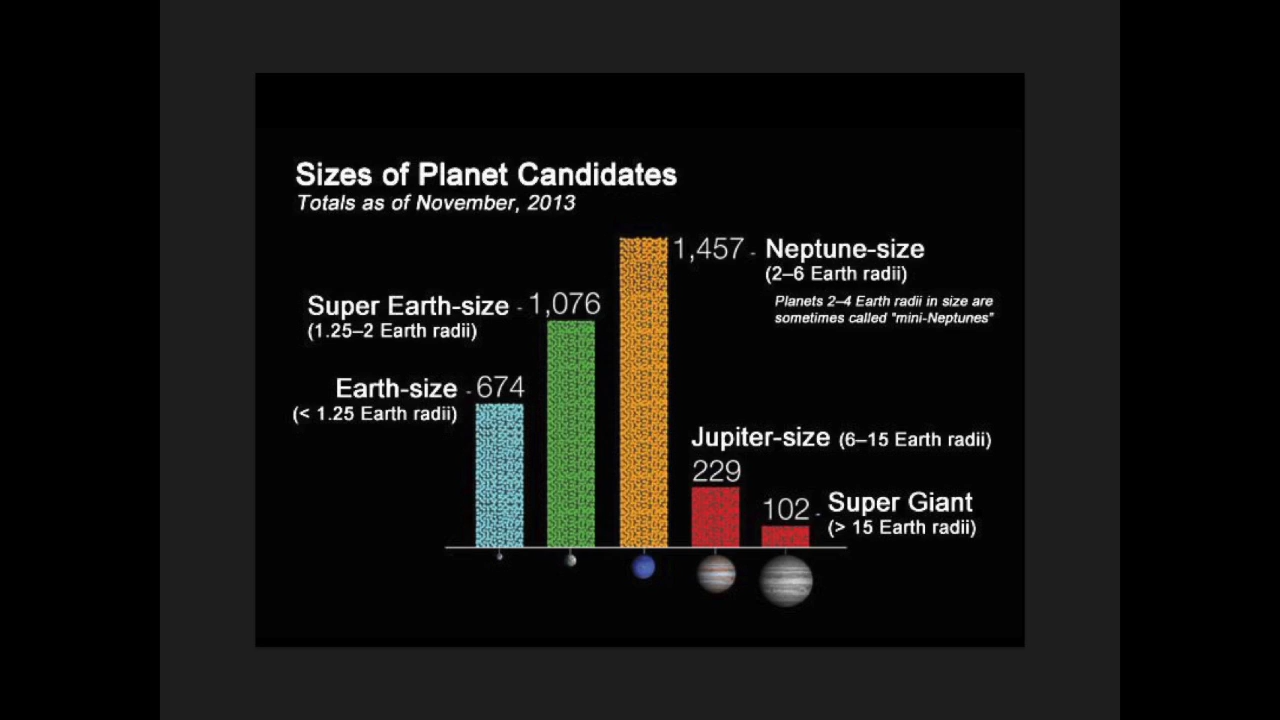 Sizes of Planet Candidates
Totals as of November, 2013
1,457 - Neptune-size
(2–6 Earth radii)
Planets 2–4 Earth radii in size are
sometimes called "mini-Neptunes"
Super Earth-size - 1,076
(1.25–2 Earth radii)
Earth-size - 674
(< 1.25 Earth radii)
Jupiter-size (6–15 Earth radii)
229
102 - Super Giant
(> 15 Earth radii)